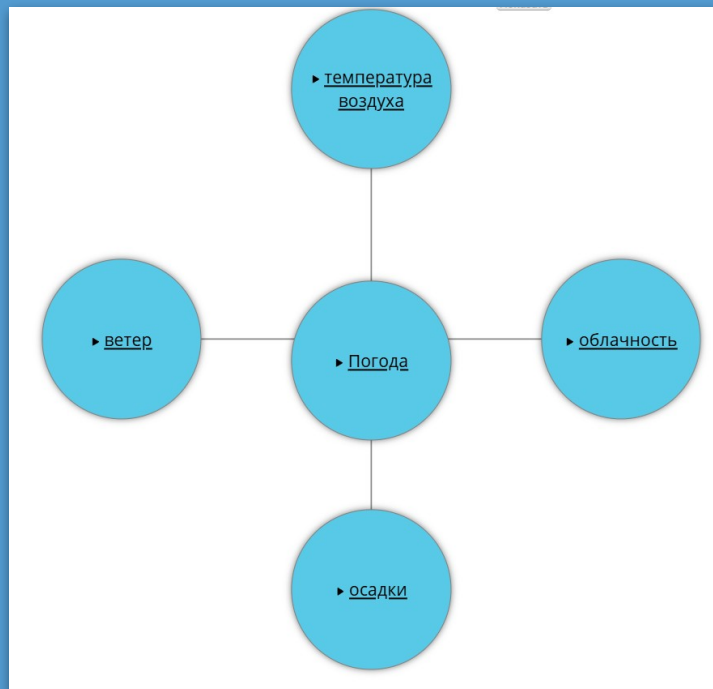 температура
воздуха
ветер
Погода
облачность
осадки